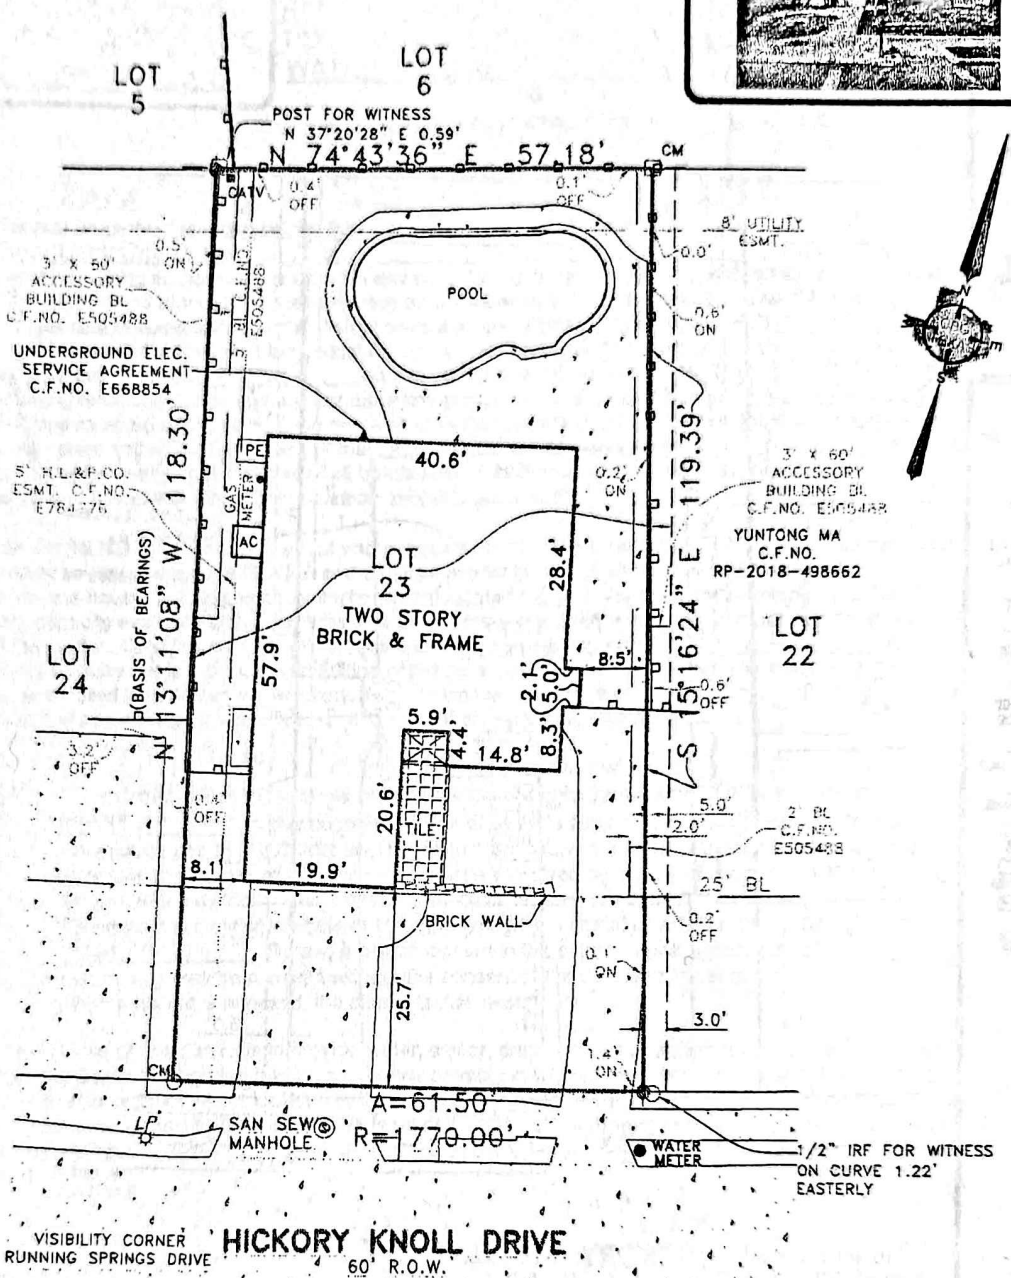 LOT
5
LOT
6
POST FOR WITNESS
N 37°20'28" E 0.59'
N 74°43'36" E 57.18'
CM
CATV
0.4'
OFF
0.1'
OFF
8' UTILITY
ESMT.
0.5'
ON
0.0'
3' X 50'
ACCESSORY
BUILDING BL
C.F.NO. E505488
3' BL C.F.NO.
E505488
POOL
0.6'
ON
N
S
UNDERGROUND ELEC.
SERVICE AGREEMENT
C.F.NO. E668854
PE
40.6'
5' H.L.&P.CO.
ESMT. C.F.NO.
GAS
METER
AC
0.2'
ON
3' X 60'
ACCESSORY
BUILDING BL
C.F.NO. E505488
YUNTONG MA
C.F.NO.
RP-2018-498662
LOT
23
TWO STORY
BRICK & FRAME
28.4'
57.9'
N 13°13'08" W 118.30'
(BASIS OF BEARINGS)
S 15°16'24" E 119.39'
LOT
22
LOT
24
8.5'
2.1'
5.0'
0.6'
OFF
5.9'
4.4'
14.8'
8.3'
3.2'
OFF
0.4'
OFF
20.6'
TILE
5.0'
2.0'
2' BL
C.F.NO.
E505488
8.1'
19.9'
25' BL
BRICK WALL
0.2'
OFF
0.1'
ON
25.7'
3.0'
1.4'
ON
CM
A=61.50'
R=1770.00'
LP
SAN SEW
MANHOLE
S
WATER
METER
1/2" IRF FOR WITNESS
ON CURVE 1.22'
EASTERLY
VISIBILITY CORNER
RUNNING SPRINGS DRIVE
HICKORY KNOLL DRIVE
60' R.O.W.